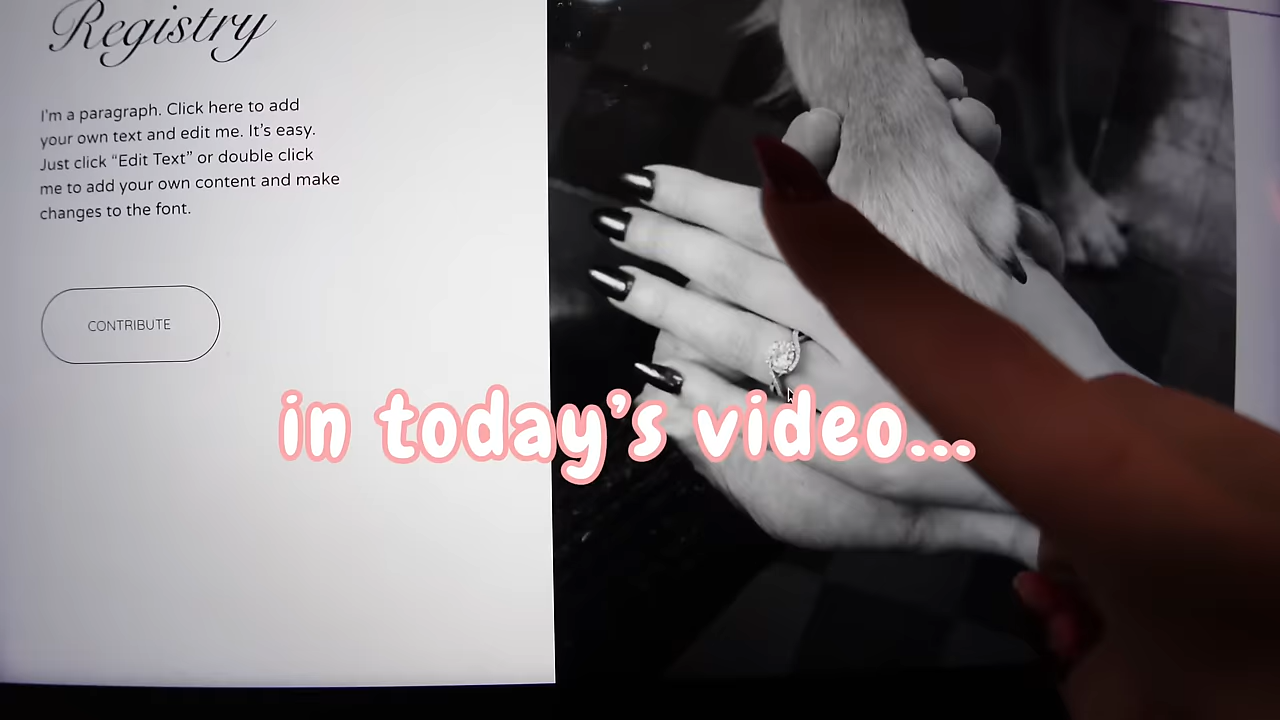 Registry
I'm a paragraph. Click here to add
your own text and edit me. It's easy.
Just click “Edit Text” or double click
me to add your own content and make
changes to the font.
CONTRIBUTE
in today's video...